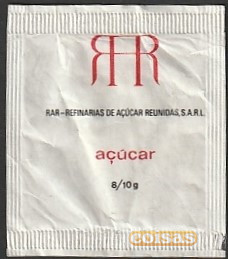 RAR
RAR-REFINARIAS DE AÇÚCAR REUNIDAS, S.A.R.L
açúcar
8/10 g
COISAS